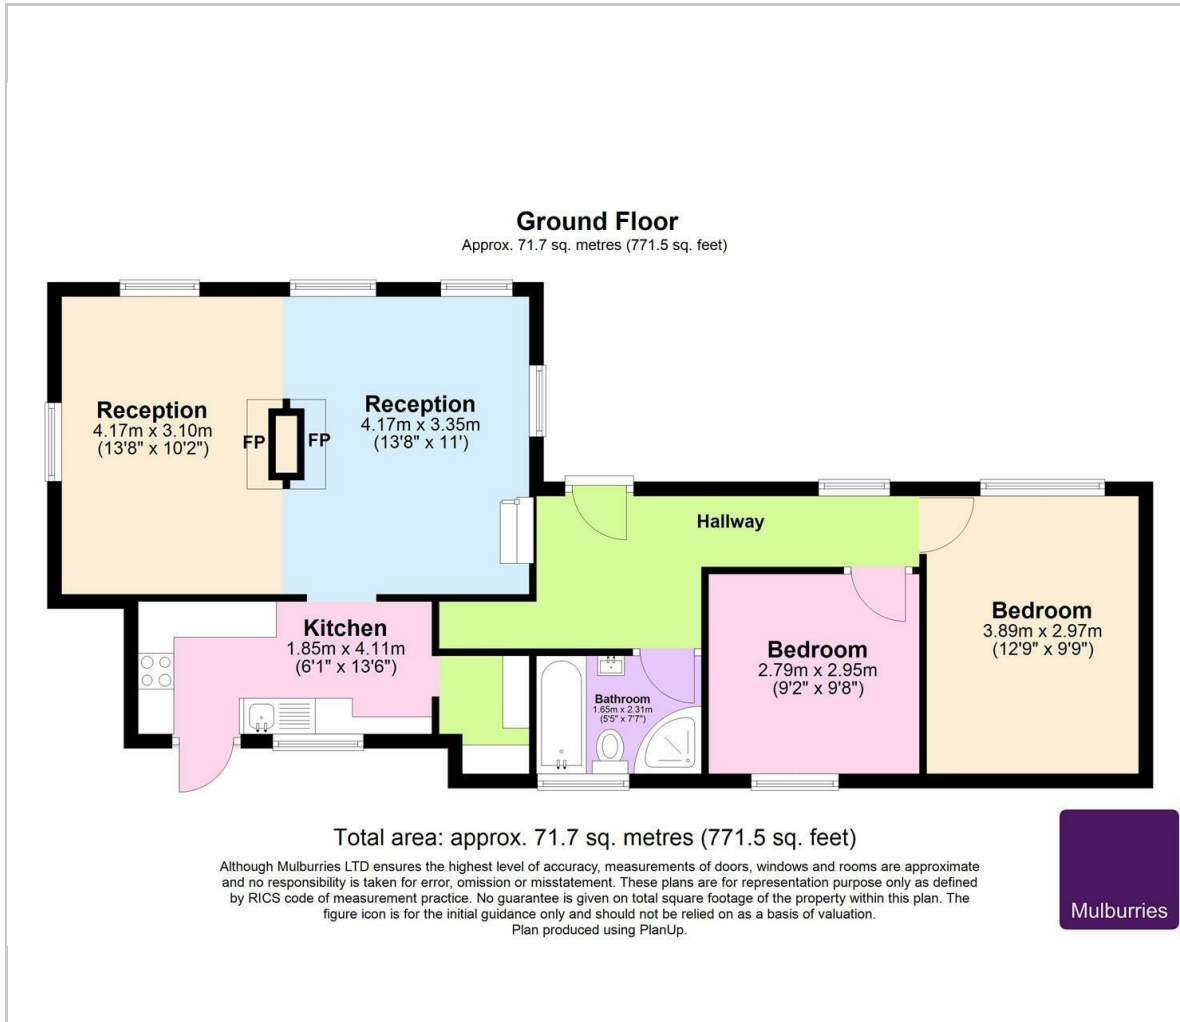 Ground Floor
Approx. 71.7 sq. metres (771.5 sq. feet)
Reception
4.17m x 3.10m
(13'8" x 10'2")
FP
FP
Reception
4.17m x 3.35m
(13'8" x 11')
Hallway
Kitchen
1.85m x 4.11m
(6'1" x 13'6")
Bathroom
1.65m x 2.31m
(5'5" x 7'7")
Bedroom
2.79m x 2.95m
(9'2" x 9'8")
Bedroom
3.89m x 2.97m
(12'9" x 9'9")
Total area: approx. 71.7 sq. metres (771.5 sq. feet)
Although Mulburries LTD ensures the highest level of accuracy, measurements of doors, windows and rooms are approximate
and no responsibility is taken for error, omission or misstatement. These plans are for representation purpose only as defined
by RICS code of measurement practice. No guarantee is given on total square footage of the property within this plan. The
figure icon is for the initial guidance only and should not be relied on as a basis of valuation.
Plan produced using PlanUp.
Mulburries